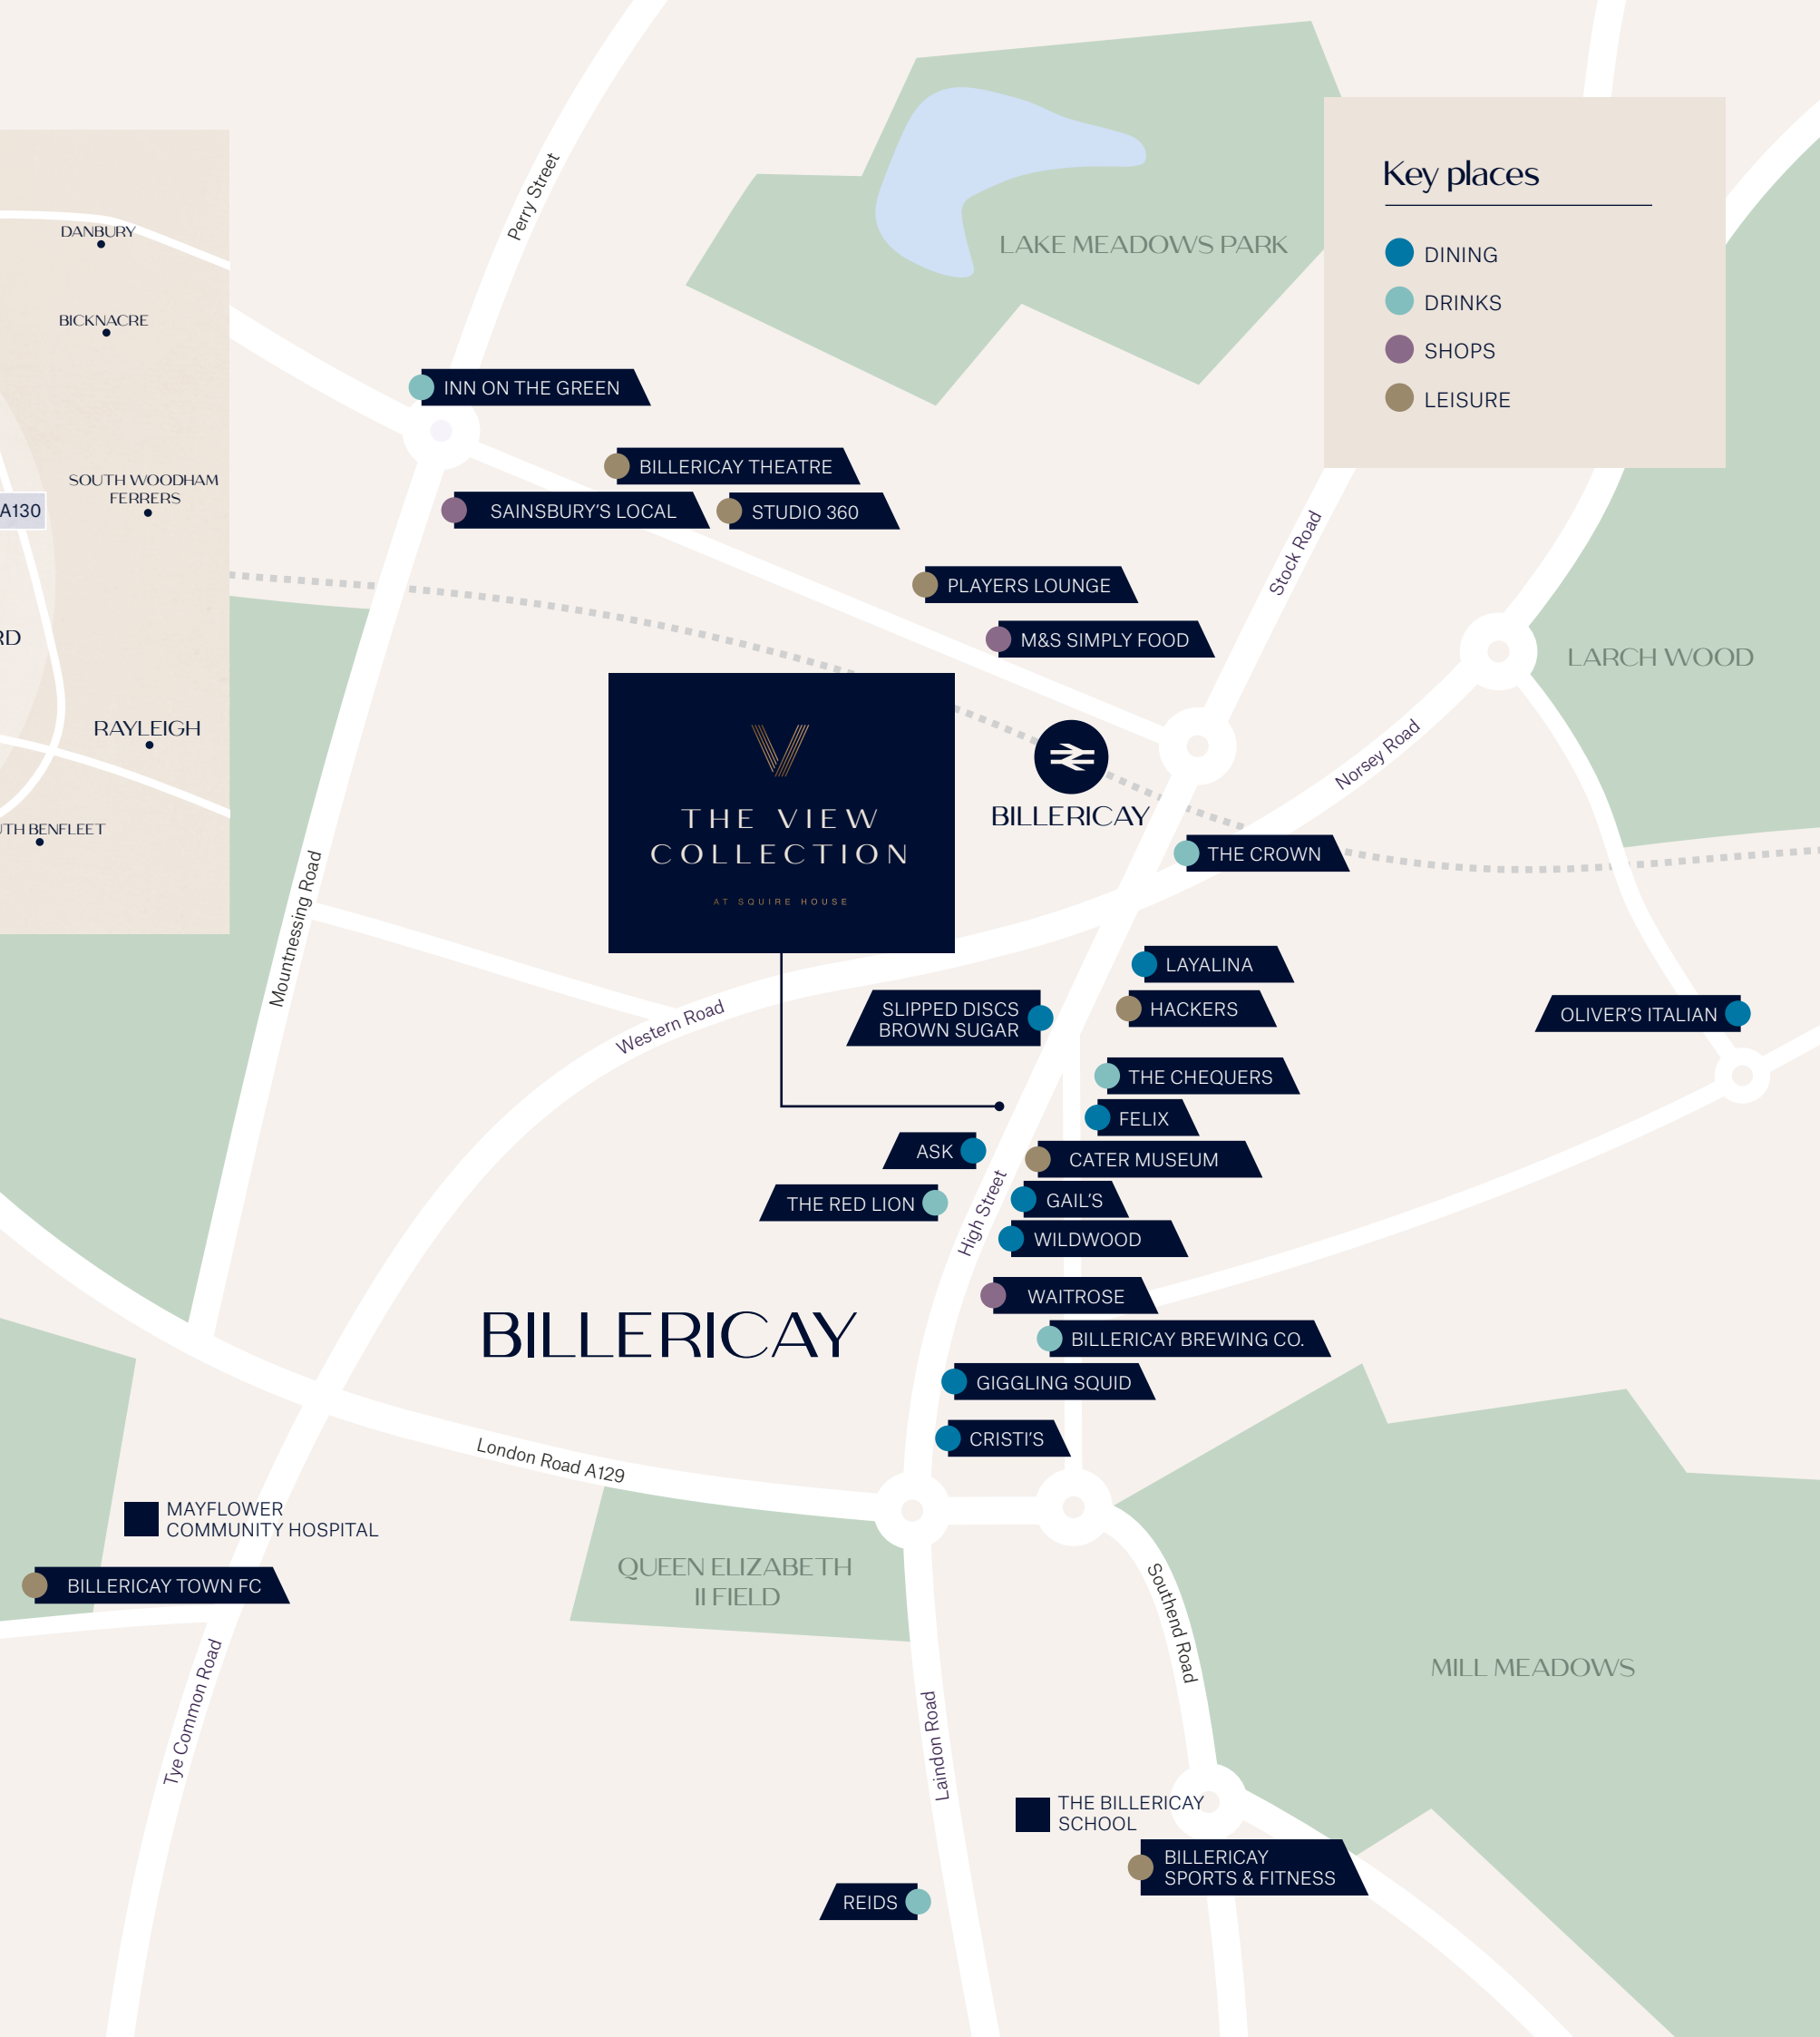 Perry Street
LAKE MEADOWS PARK
Key places
DINING
DRINKS
SHOPS
LEISURE
DANBURY
BICKNACRE
SOUTH WOODHAM
FERRERS
A130
RD
RAYLEIGH
TH BENFLEET
INN ON THE GREEN
BILLERICAY THEATRE
SAINSBURY'S LOCAL
STUDIO 360
Stock Road
PLAYERS LOUNGE
M&S SIMPLY FOOD
LARCH WOOD
Norsey Road
THE VIEW
COLLECTION
AT SQUIRE HOUSE
BILLERICAY
THE CROWN
Mountnessing Road
Western Road
LAYALINA
SLIPPED DISCS
BROWN SUGAR
HACKERS
OLIVER'S ITALIAN
THE CHEQUERS
FELIX
ASK
CATER MUSEUM
THE RED LION
High Street
GAIL'S
WILDWOOD
WAITROSE
BILLERICAY
BILLERICAY BREWING CO.
GIGGLING SQUID
CRISTI'S
London Road A129
MAYFLOWER
COMMUNITY HOSPITAL
BILLERICAY TOWN FC
QUEEN ELIZABETH
II FIELD
Southend Road
MILL MEADOWS
Tye Common Road
Laindon Road
THE BILLERICAY
SCHOOL
BILLERICAY
SPORTS & FITNESS
REIDS